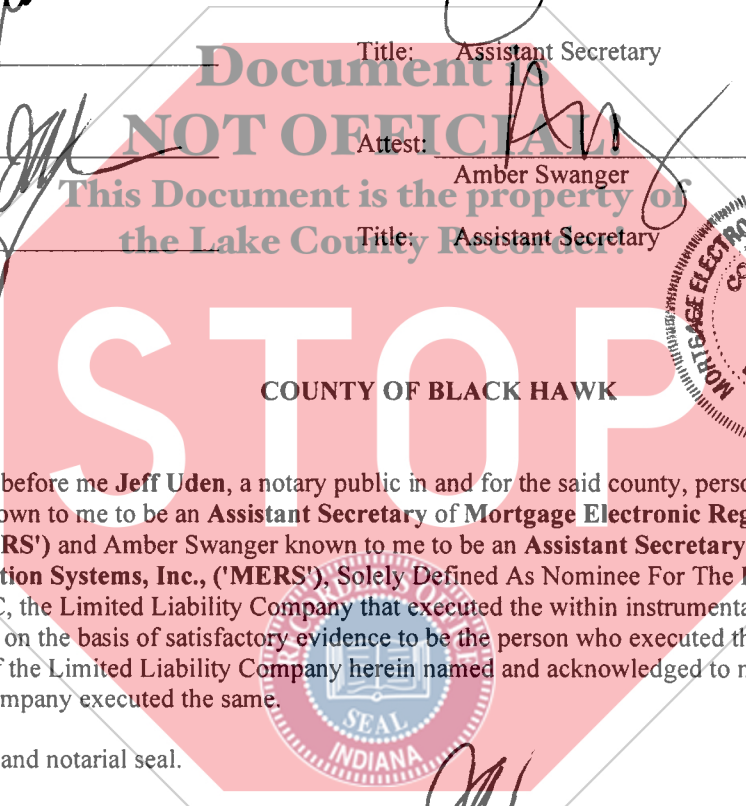 Title: Assistant Secretary
Document is
NOT OFFICIAL!
Attest:
Amber Swanger
This Document is the property of
the Lake County Recorder!
Title: Assistant Secretary
MORTGAGE ELECTRO
STOP
COUNTY OF BLACK HAWK
before me Jeff Uden, a notary public in and for the said county, perso
own to me to be an Assistant Secretary of Mortgage Electronic Reg
RS') and Amber Swanger known to me to be an Assistant Secretary
tion Systems, Inc., ('MERS'), Solely Defined As Nominee For The
C, the Limited Liability Company that executed the within instrumenta
on the basis of satisfactory evidence to be the person who executed th
f the Limited Liability Company herein named and acknowledged to m
mpany executed the same.
and notarial seal.
RECORDER'S OFFICE
SEAL
INDIANA